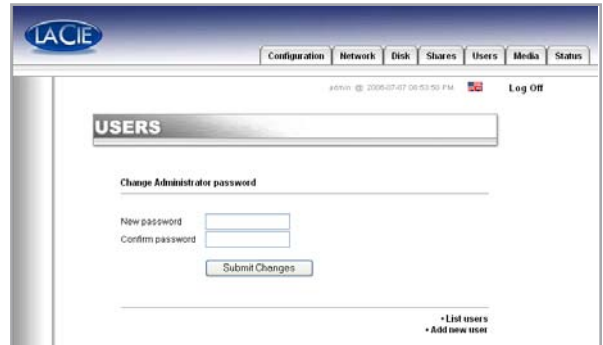 LACIE
Configuration Network Disk Shares Users Media Status
admin @ 2006-07-07 06:53:50 PM Log Off
USERS
Change Administrator password
New password
Confirm password
Submit Changes
• List users
• Add new user